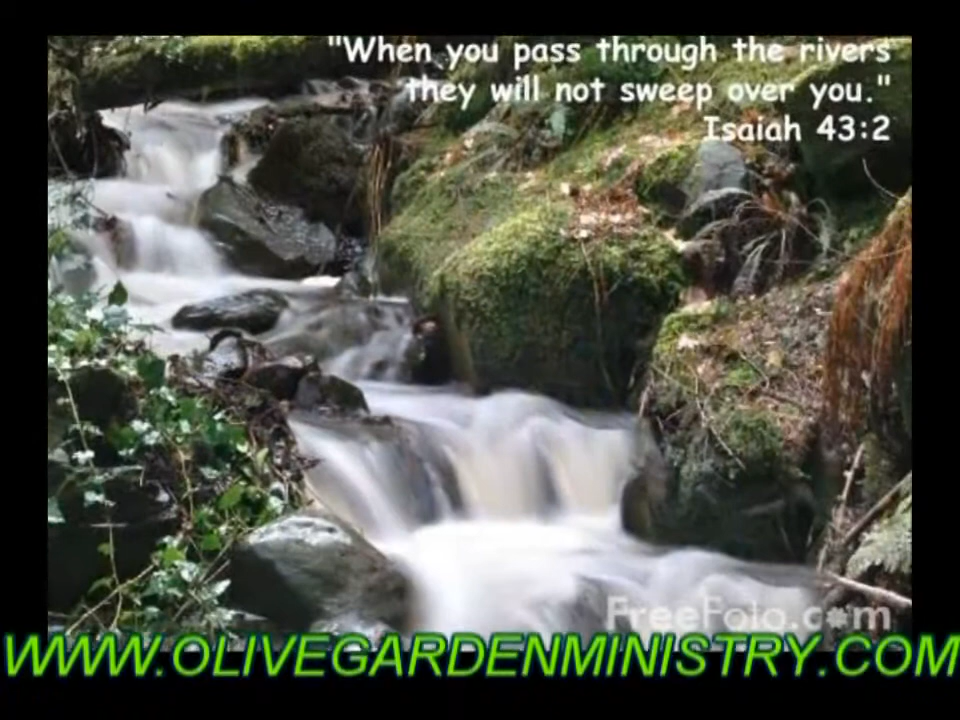 "When you pass through the rivers
they will not sweep over you."
Isaiah 43:2
FreeFoto.com
WWW.OLIVEGARDENMINISTRY.COM